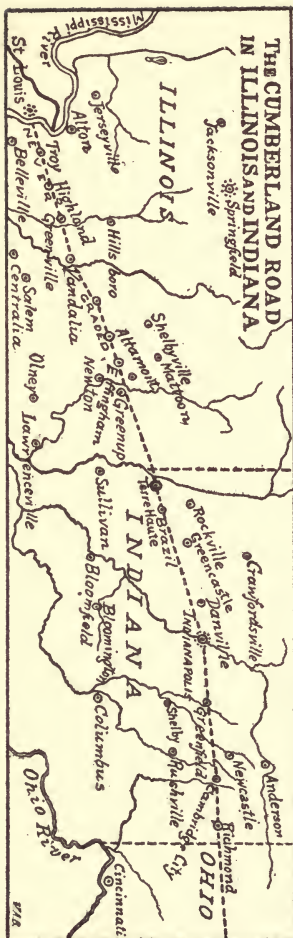 THE CUMBERLAND ROAD
IN ILLINOIS AND INDIANA
Mississippi
River
St. Louis
Alton
Jerseyville
ILLINOIS
Jacksonville
Springfield
Belleville
Troy
Highland
Greenville
Hillsboro
Vandalia
Centralia
Salem
Olney
Lawrenceville
Newton
Effingham
Greenup
Altamont
Shelbyville
Mattoon
Terre Haute
Brazil
INDIANA
Sullivan
Bloomfield
Bloomington
Columbus
Rockville
Greencastle
Danville
Crawfordsville
INDIANAPOLIS
Greenfield
Shelby
Rushville
Cambridge
City
Newcastle
Anderson
Richmond
OHIO
Ohio River
Cincinnati